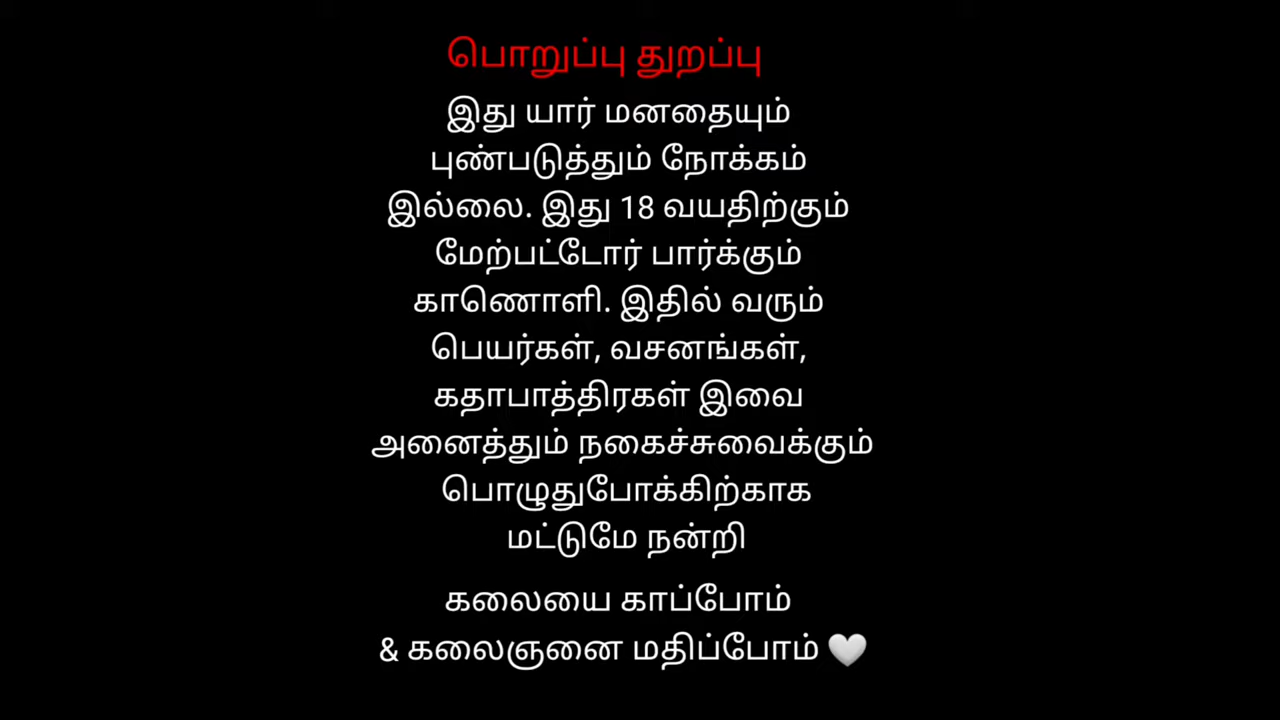 பொறுப்பு துறப்பு
இது யார் மனதையும்
புண்படுத்தும் நோக்கம்
இல்லை. இது 18 வயதிற்கும்
மேற்பட்டோர் பார்க்கும்
காணொளி. இதில் வரும்
பெயர்கள், வசனங்கள்,
கதாபாத்திரகள் இவை
அனைத்தும் நகைச்சுவைக்கும்
பொழுதுபோக்கிற்காக
மட்டுமே நன்றி
கலையை காப்போம்
& கலைஞனை மதிப்போம் 🤍